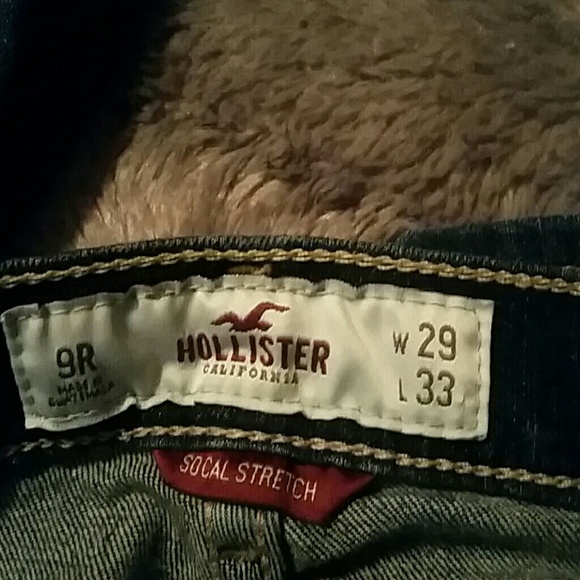 9R
HOLLISTER
CALIFORNIA
W 29
L 33
SOCAL STRETCH